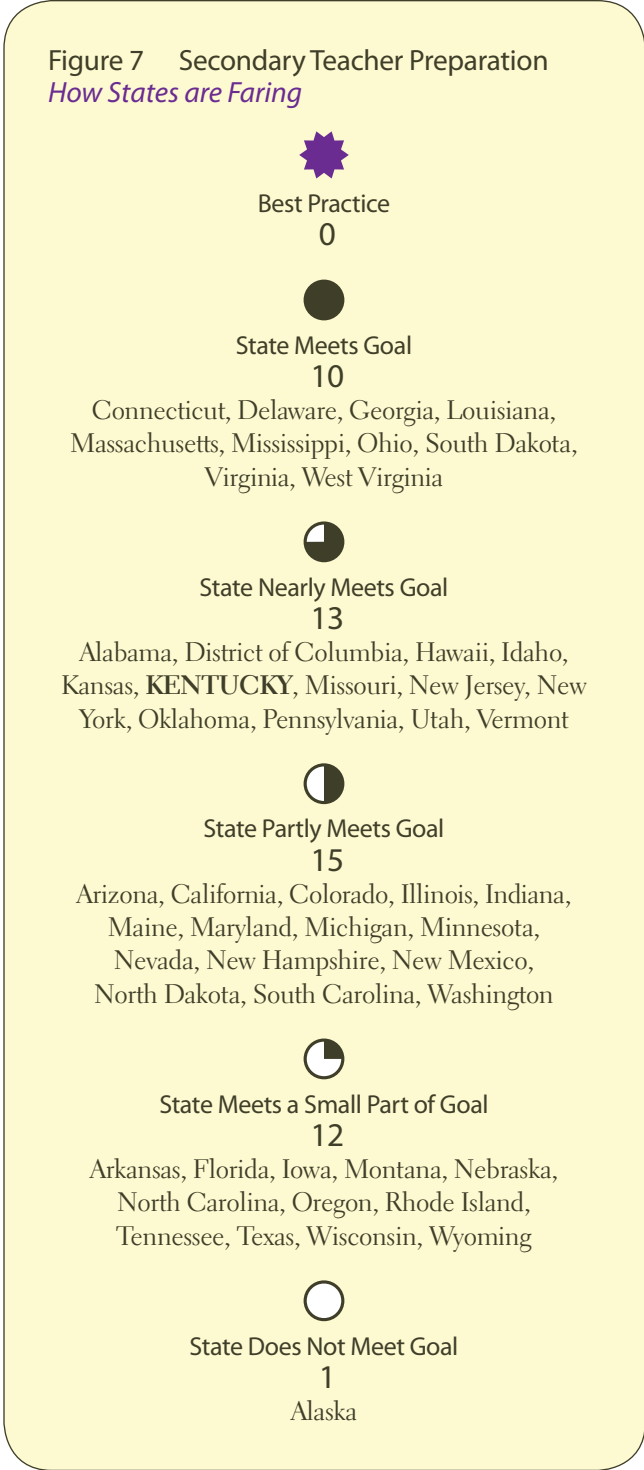 Figure 7 Secondary Teacher Preparation
How States are Faring
Best Practice
0
State Meets Goal
10
Connecticut, Delaware, Georgia, Louisiana,
Massachusetts, Mississippi, Ohio, South Dakota,
Virginia, West Virginia
State Nearly Meets Goal
13
Alabama, District of Columbia, Hawaii, Idaho,
Kansas, KENTUCKY, Missouri, New Jersey, New
York, Oklahoma, Pennsylvania, Utah, Vermont
State Partly Meets Goal
15
Arizona, California, Colorado, Illinois, Indiana,
Maine, Maryland, Michigan, Minnesota,
Nevada, New Hampshire, New Mexico,
North Dakota, South Carolina, Washington
State Meets a Small Part of Goal
12
Arkansas, Florida, Iowa, Montana, Nebraska,
North Carolina, Oregon, Rhode Island,
Tennessee, Texas, Wisconsin, Wyoming
State Does Not Meet Goal
1
Alaska